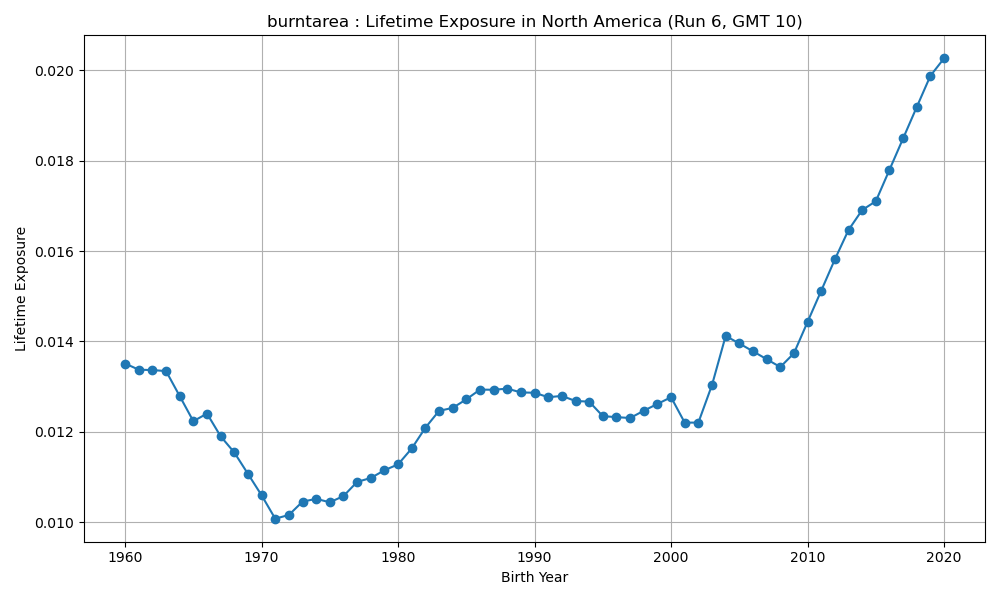 burntarea : Lifetime Exposure in North America (Run 6, GMT 10)
Lifetime Exposure
0.020
0.018
0.016
0.014
0.012
0.010
1960 1970 1980 1990 2000 2010 2020
Birth Year